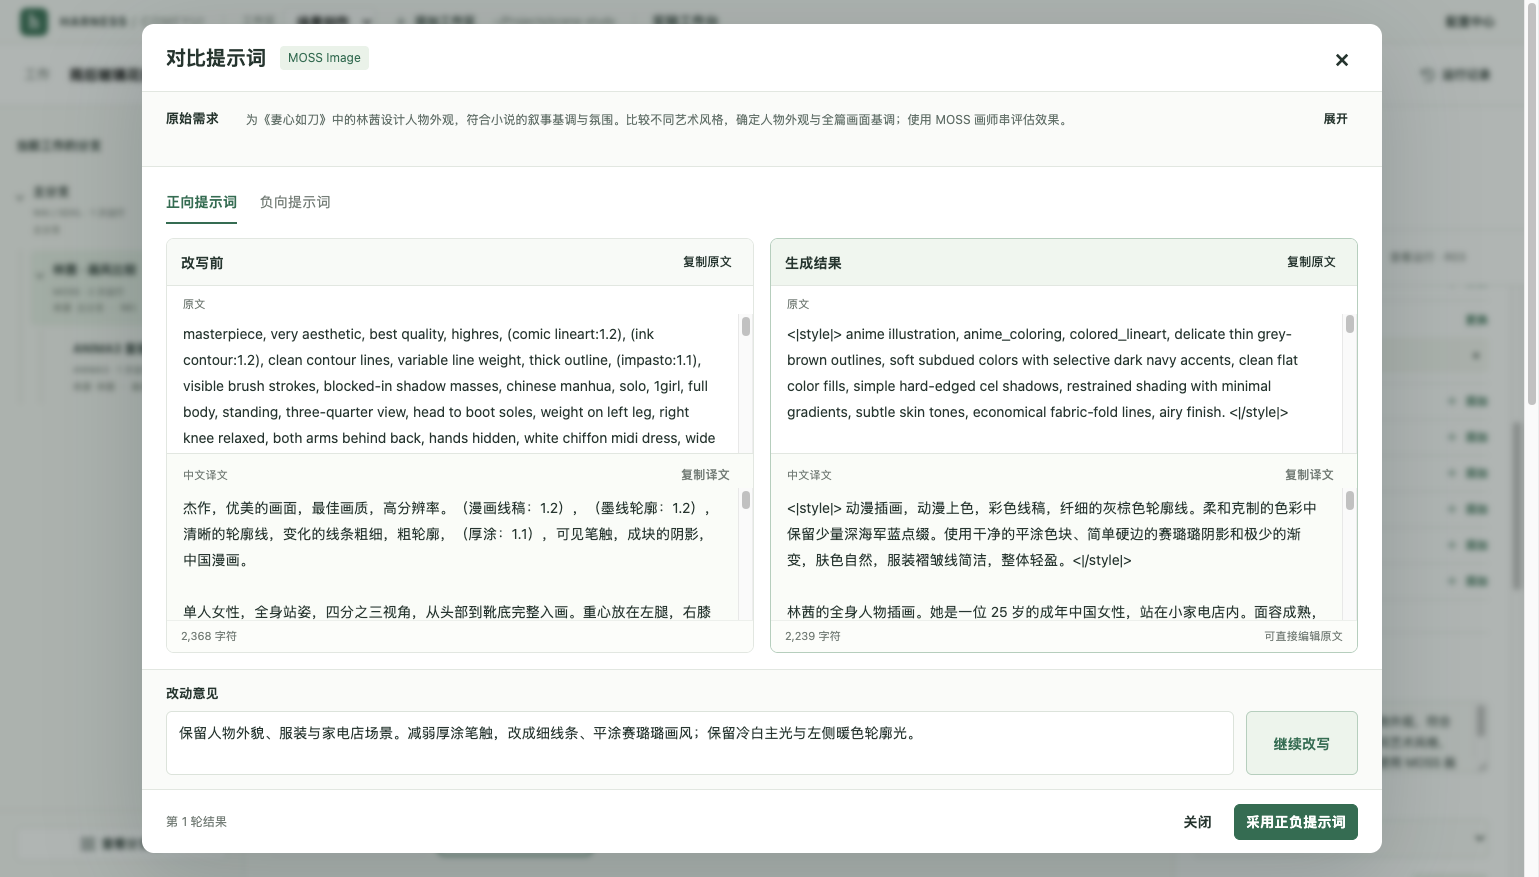 对比提示词 MOSS Image
原始需求 为《妻心如刀》中的林茜设计人物外观，符合小说的叙事基调与氛围。比较不同艺术风格，确定人物外观与全篇画面基调；使用 MOSS 画师串评估效果。 展开
正向提示词 负向提示词
改写前 复制原文
原文
masterpiece, very aesthetic, best quality, highres, (comic lineart:1.2), (ink
contour:1.2), clean contour lines, variable line weight, thick outline, (impasto:1.1),
visible brush strokes, blocked-in shadow masses, chinese manhua, solo, 1girl, full
body, standing, three-quarter view, head to boot soles, weight on left leg, right
knee relaxed, both arms behind back, hands hidden, white chiffon midi dress, wide
中文译文 复制译文
杰作，优美的画面，最佳画质，高分辨率。（漫画线稿：1.2），（墨线轮廓：1.2），
清晰的轮廓线，变化的线条粗细，粗轮廓，（厚涂：1.1），可见笔触，成块的阴影，
中国漫画。
单人女性，全身站姿，四分之三视角，从头部到靴底完整入画。重心放在左腿，右膝
2,368 字符
生成结果 复制原文
原文
<|style|> anime illustration, anime_coloring, colored_lineart, delicate thin grey-
brown outlines, soft subdued colors with selective dark navy accents, clean flat
color fills, simple hard-edged cel shadows, restrained shading with minimal
gradients, subtle skin tones, economical fabric-fold lines, airy finish. <|/style|>
中文译文 复制译文
<|style|> 动漫插画，动漫上色，彩色线稿，纤细的灰棕色轮廓线。柔和克制的色彩中
保留少量深海军蓝点缀。使用干净的平涂色块、简单硬边的赛璐璐阴影和极少的渐
变，肤色自然，服装褶皱线简洁，整体轻盈。<|/style|>
林茜的全身人物插画。她是一位 25 岁的成年中国女性，站在小家电店内。面容成熟，
2,239 字符 可直接编辑原文
改动意见
保留人物外貌、服装与家电店场景。减弱厚涂笔触，改成细线条、平涂赛璐璐画风；保留冷白主光与左侧暖色轮廓光。
继续改写
第 1 轮结果 关闭 采用正负提示词